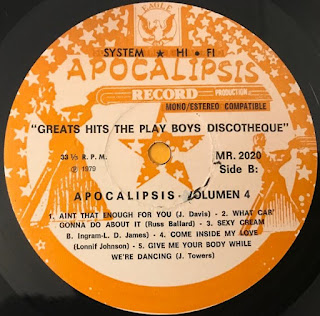 EAGLE
SYSTEM ★ HI • FI
APOCALIPSIS
RECORD PRODUCTION
MONO/ESTEREO COMPATIBLE
"GREATS HITS THE PLAY BOYS DISCOTHEQUE"
33 ⅓ R. P. M. MR. 2020
℗ 1979 Side B:
APOCALIPSIS - VOLUMEN 4
1. AINT THAT ENOUGH FOR YOU (J. Davis) - 2. WHAT CAR'
GONNA DO ABOUT IT (Russ Ballard) - 3. SEXY CREAM
B. Ingram-L. D. James) - 4. COME INSIDE MY LOVE
(Lonnif Johnson) - 5. GIVE ME YOUR BODY WHILE
WE'RE DANCING (J. Towers)